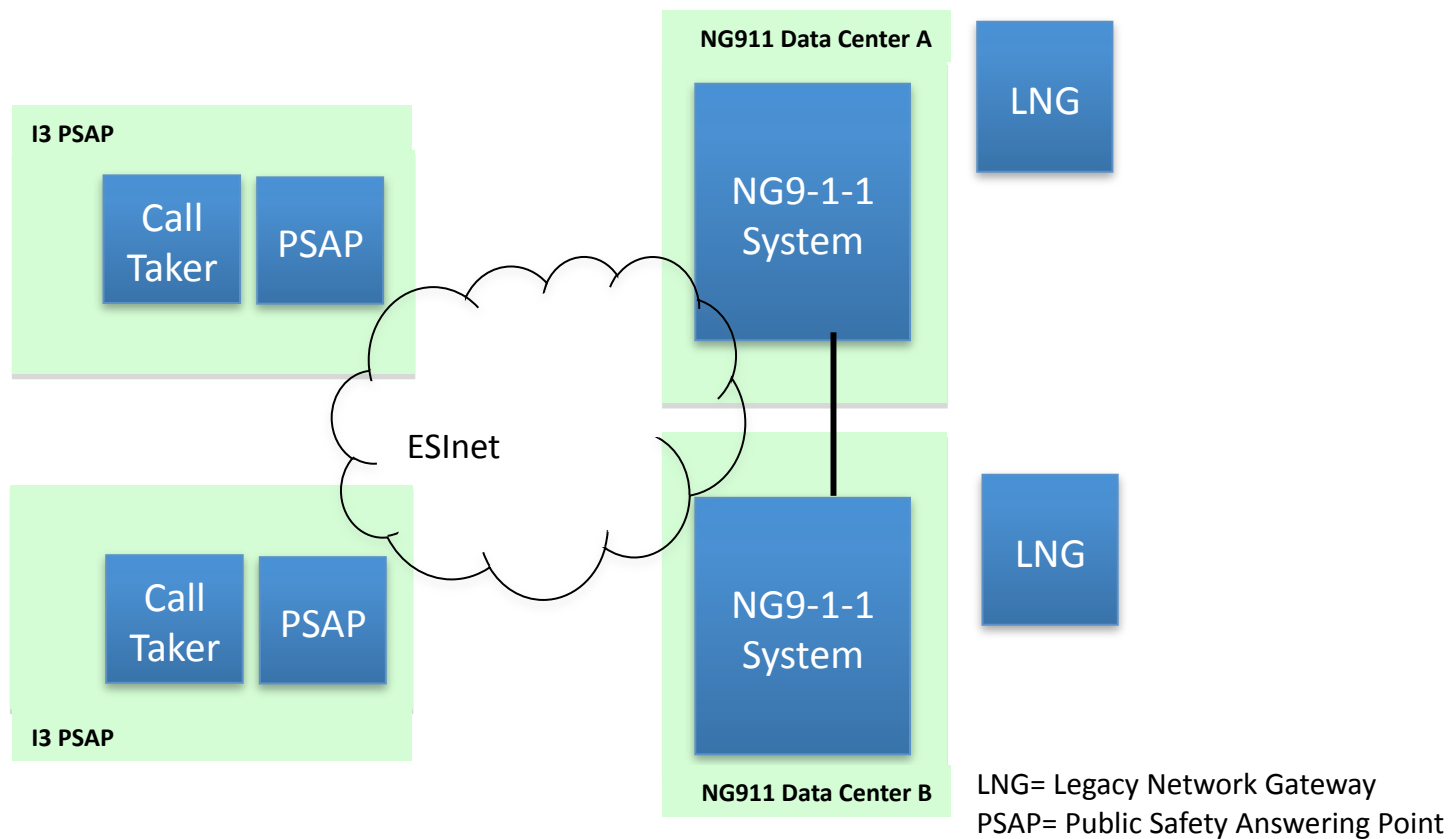 NG911 Data Center A
LNG
I3 PSAP
Call
Taker
PSAP
NG9-1-1
System
ESInet
LNG
Call
Taker
PSAP
NG9-1-1
System
I3 PSAP
NG911 Data Center B
LNG= Legacy Network Gateway
PSAP= Public Safety Answering Point